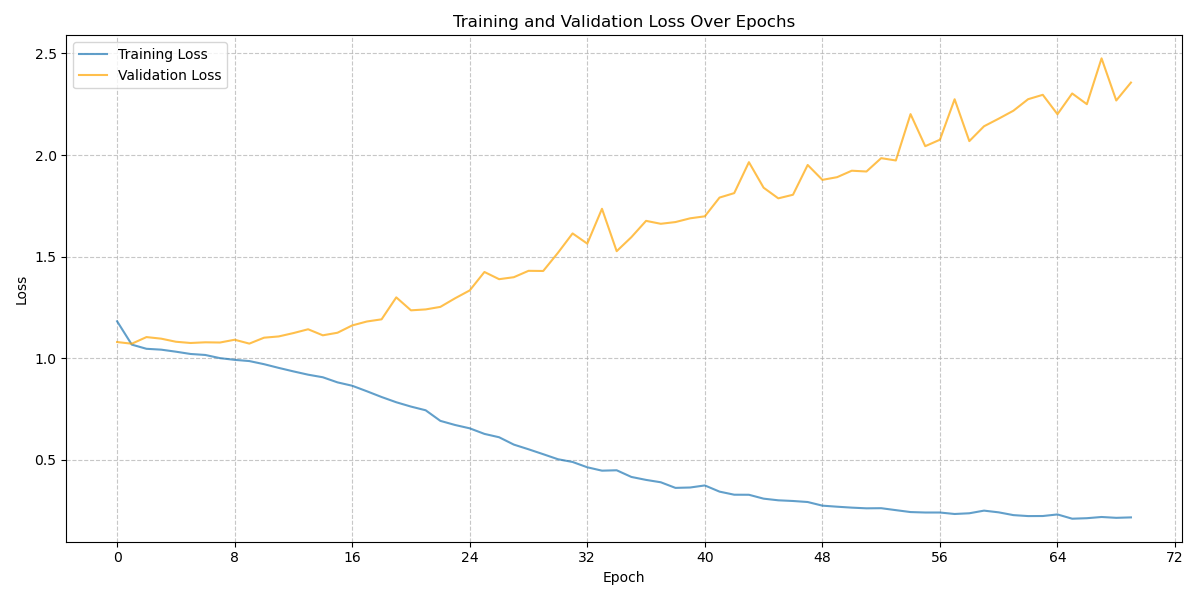 Training and Validation Loss Over Epochs
Training Loss
Validation Loss
2.5
2.0
1.5
1.0
0.5
Loss
0 8 16 24 32 40 48 56 64 72
Epoch